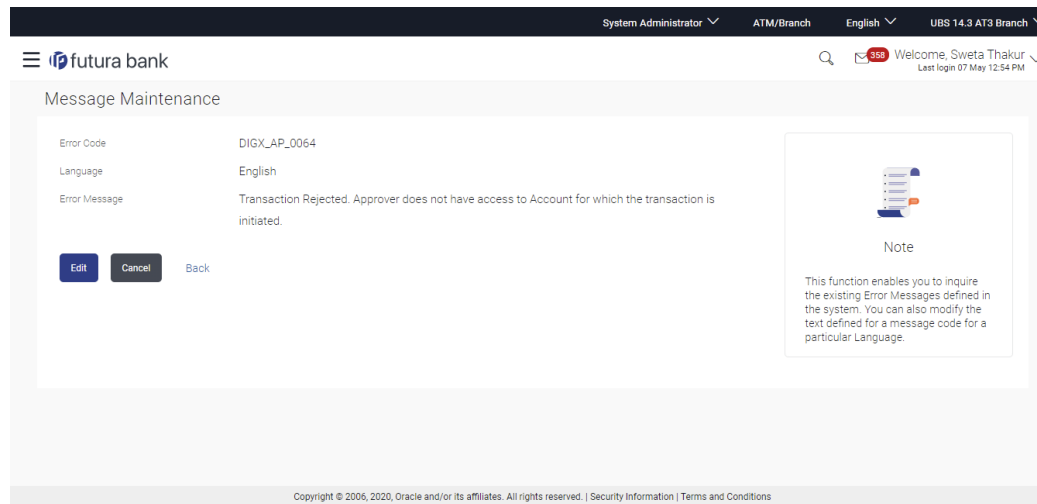 System Administrator ATM/Branch English UBS 14.3 AT3 Branch
futura bank
358 Welcome, Sweta Thakur
Last login 07 May 12:54 PM
Message Maintenance
Error Code DIGX_AP_0064
Language English
Error Message Transaction Rejected. Approver does not have access to Account for which the transaction is
initiated.
Edit Cancel Back
Note
This function enables you to inquire
the existing Error Messages defined in
the system. You can also modify the
text defined for a message code for a
particular Language.
Copyright © 2006, 2020, Oracle and/or its affiliates. All rights reserved. | Security Information | Terms and Conditions